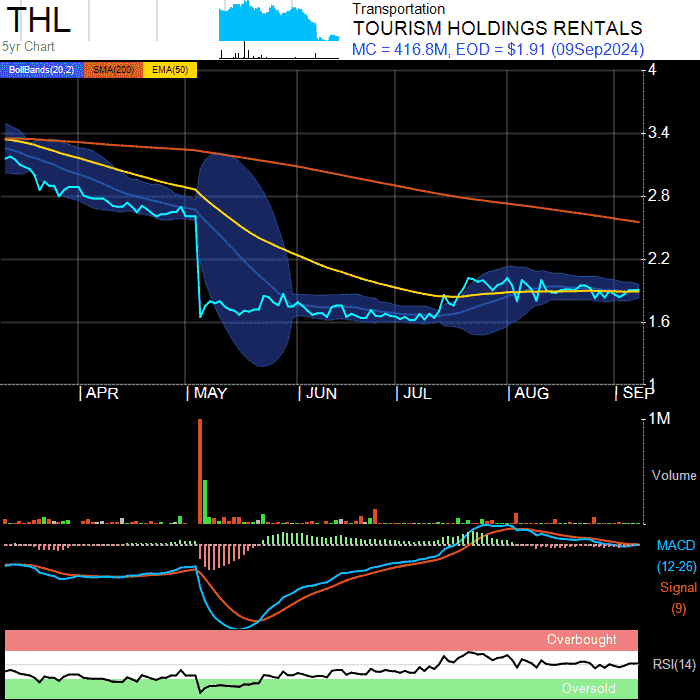 THL
5yr Chart
Transportation
TOURISM HOLDINGS RENTALS
MC = 416.8M, EOD = $1.91 (09Sep2024)
BollBands(20,2) SMA(200) EMA(50)
4
3.4
2.8
2.2
1.6
1
APR MAY JUN JUL AUG SEP
1M
Volume
MACD
(12-26)
Signal
(9)
Overbought
RSI(14)
Oversold